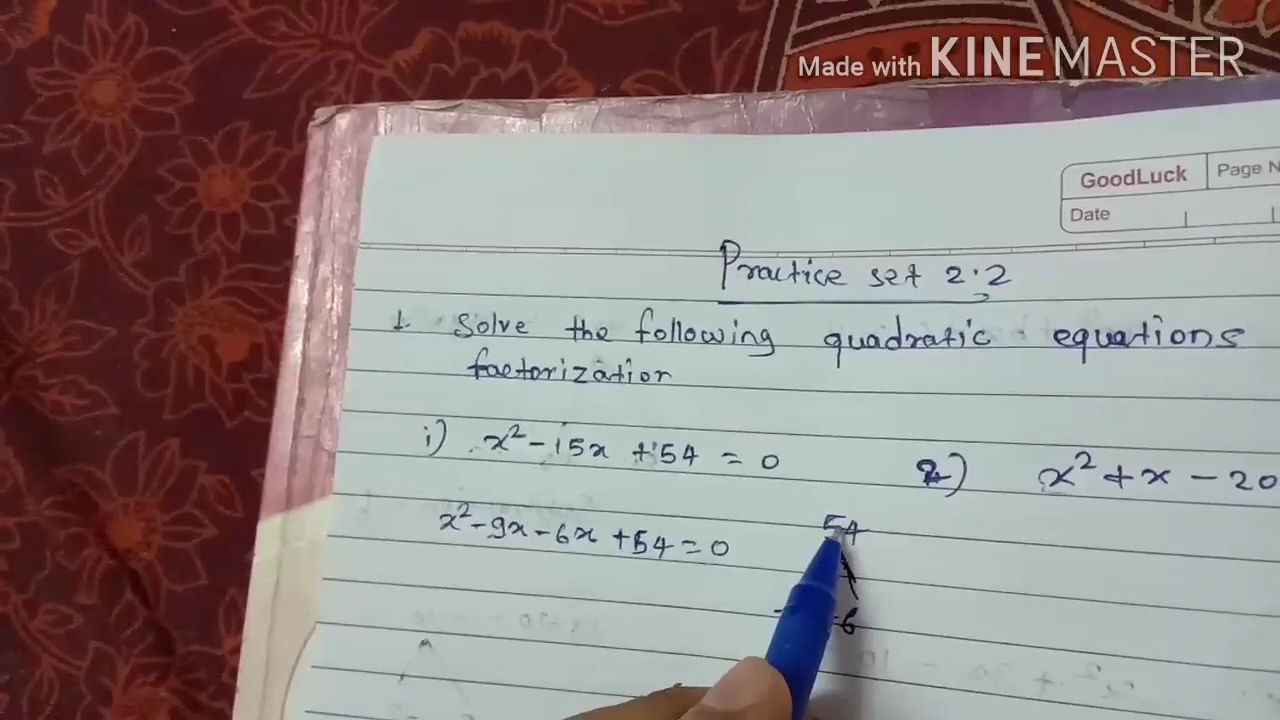 Made with KINEMASTER
GoodLuck Page N
Date
Practice set 2.2
1. Solve the following quadratic equations
factorization
i) x² - 15x + 54 = 0 2) x² + x - 20
x² - 9x - 6x + 54 = 0 54
-6